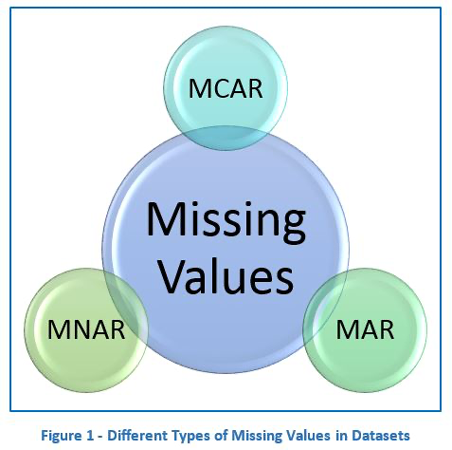 MCAR
Missing
Values
MNAR
MAR
Figure 1 - Different Types of Missing Values in Datasets